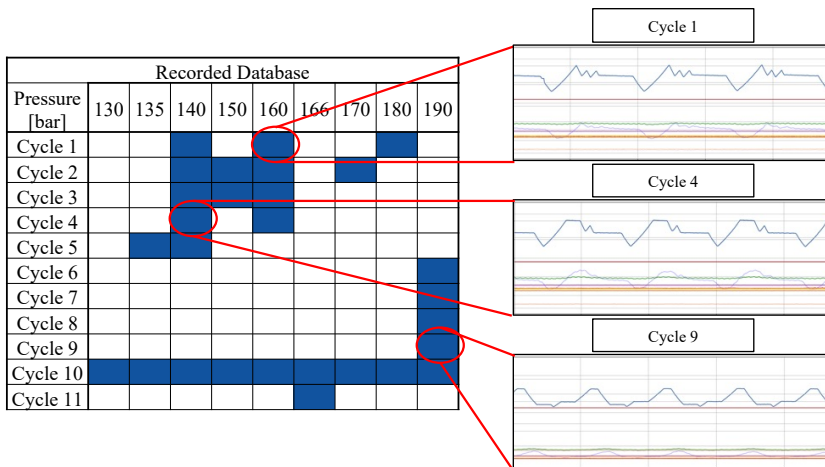 Cycle 1
Recorded Database
Pressure [bar] 130 135 140 150 160 166 170 180 190
Cycle 1
Cycle 2
Cycle 3
Cycle 4
Cycle 5
Cycle 6
Cycle 7
Cycle 8
Cycle 9
Cycle 10
Cycle 11
Cycle 4
Cycle 9